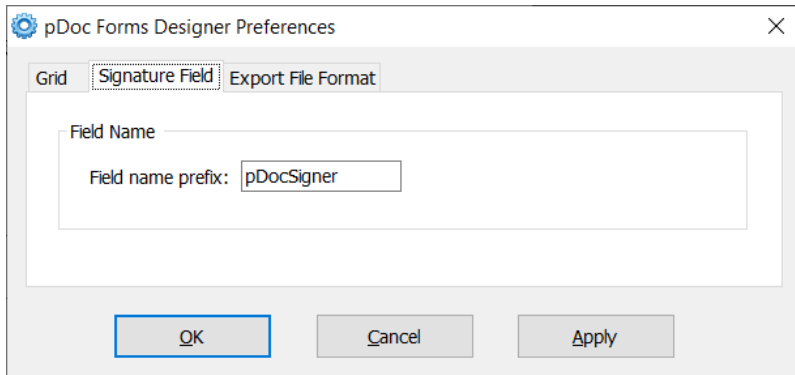 pDoc Forms Designer Preferences
Grid Signature Field Export File Format
Field Name
Field name prefix: pDocSigner
OK Cancel Apply